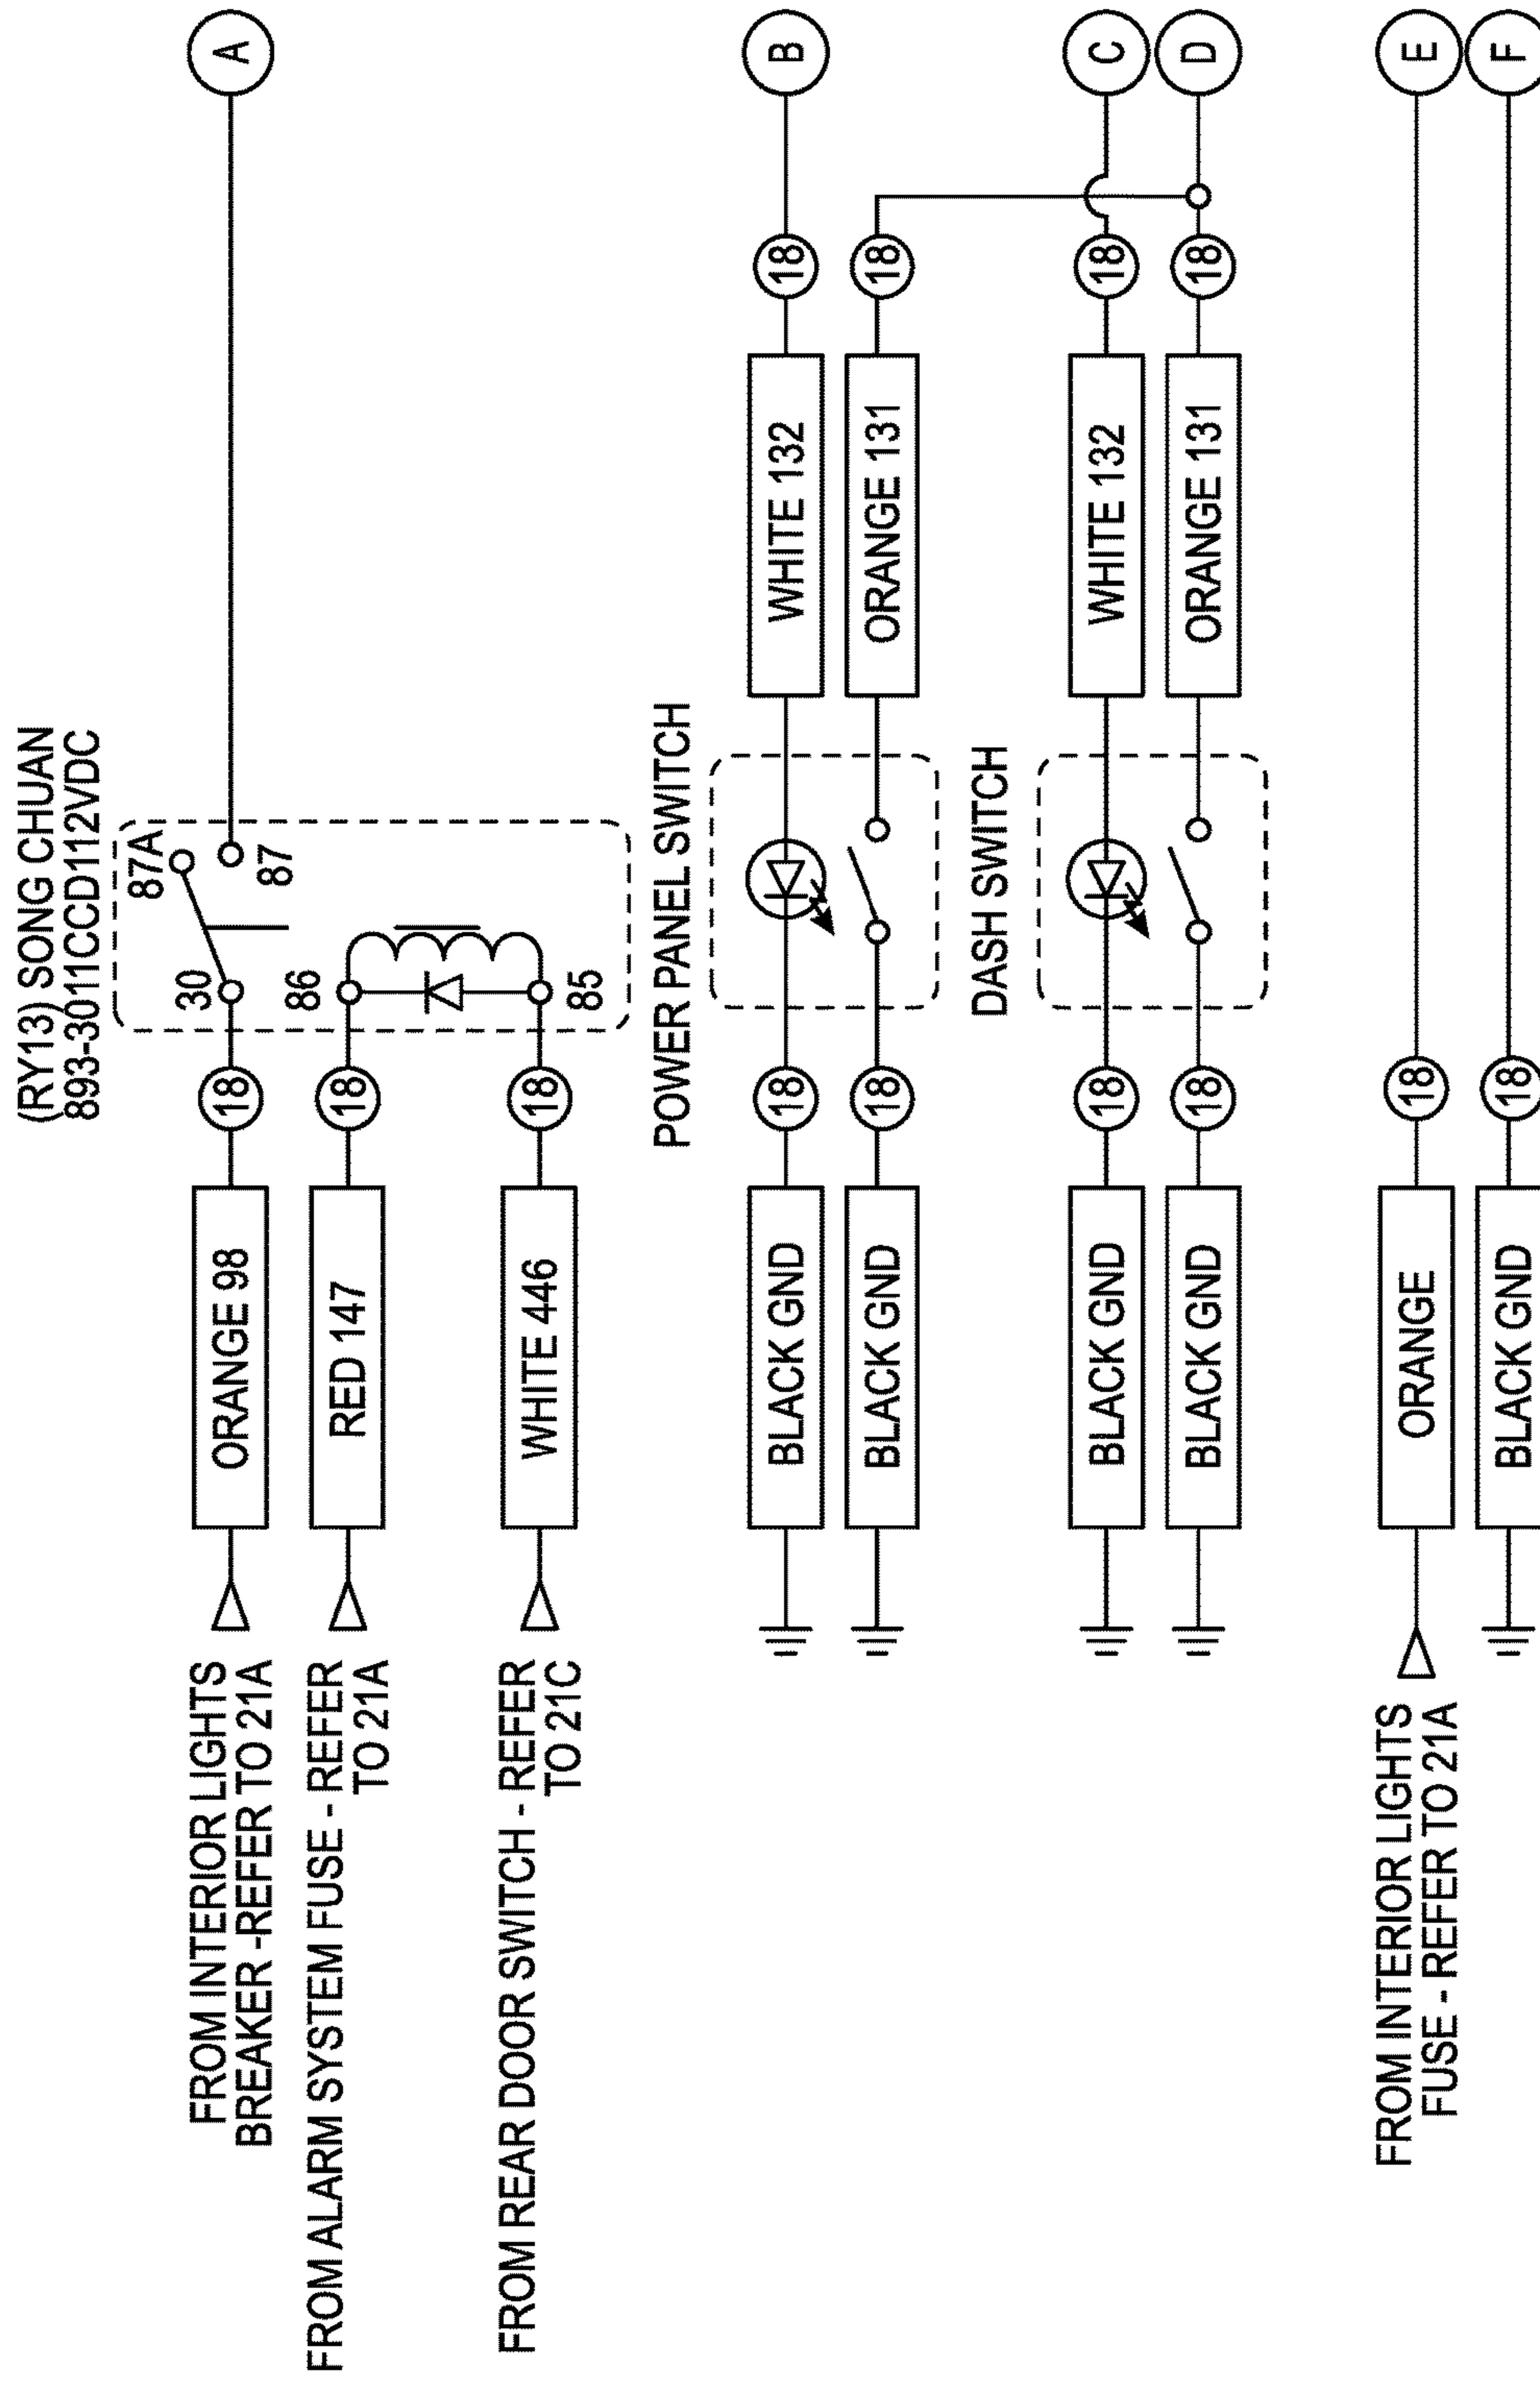 (RY13) SONG CHUAN
893-3011CCD112VDC
FROM INTERIOR LIGHTS
BREAKER -REFER TO 21A
ORANGE 98
18
30
87A
87
A
FROM ALARM SYSTEM FUSE - REFER
TO 21A
RED 147
18
86
FROM REAR DOOR SWITCH - REFER
TO 21C
WHITE 446
18
85
POWER PANEL SWITCH
BLACK GND
18
WHITE 132
18
B
BLACK GND
18
ORANGE 131
18
DASH SWITCH
BLACK GND
18
WHITE 132
18
C
BLACK GND
18
ORANGE 131
18
D
FROM INTERIOR LIGHTS
FUSE - REFER TO 21A
ORANGE
18
E
BLACK GND
18
F